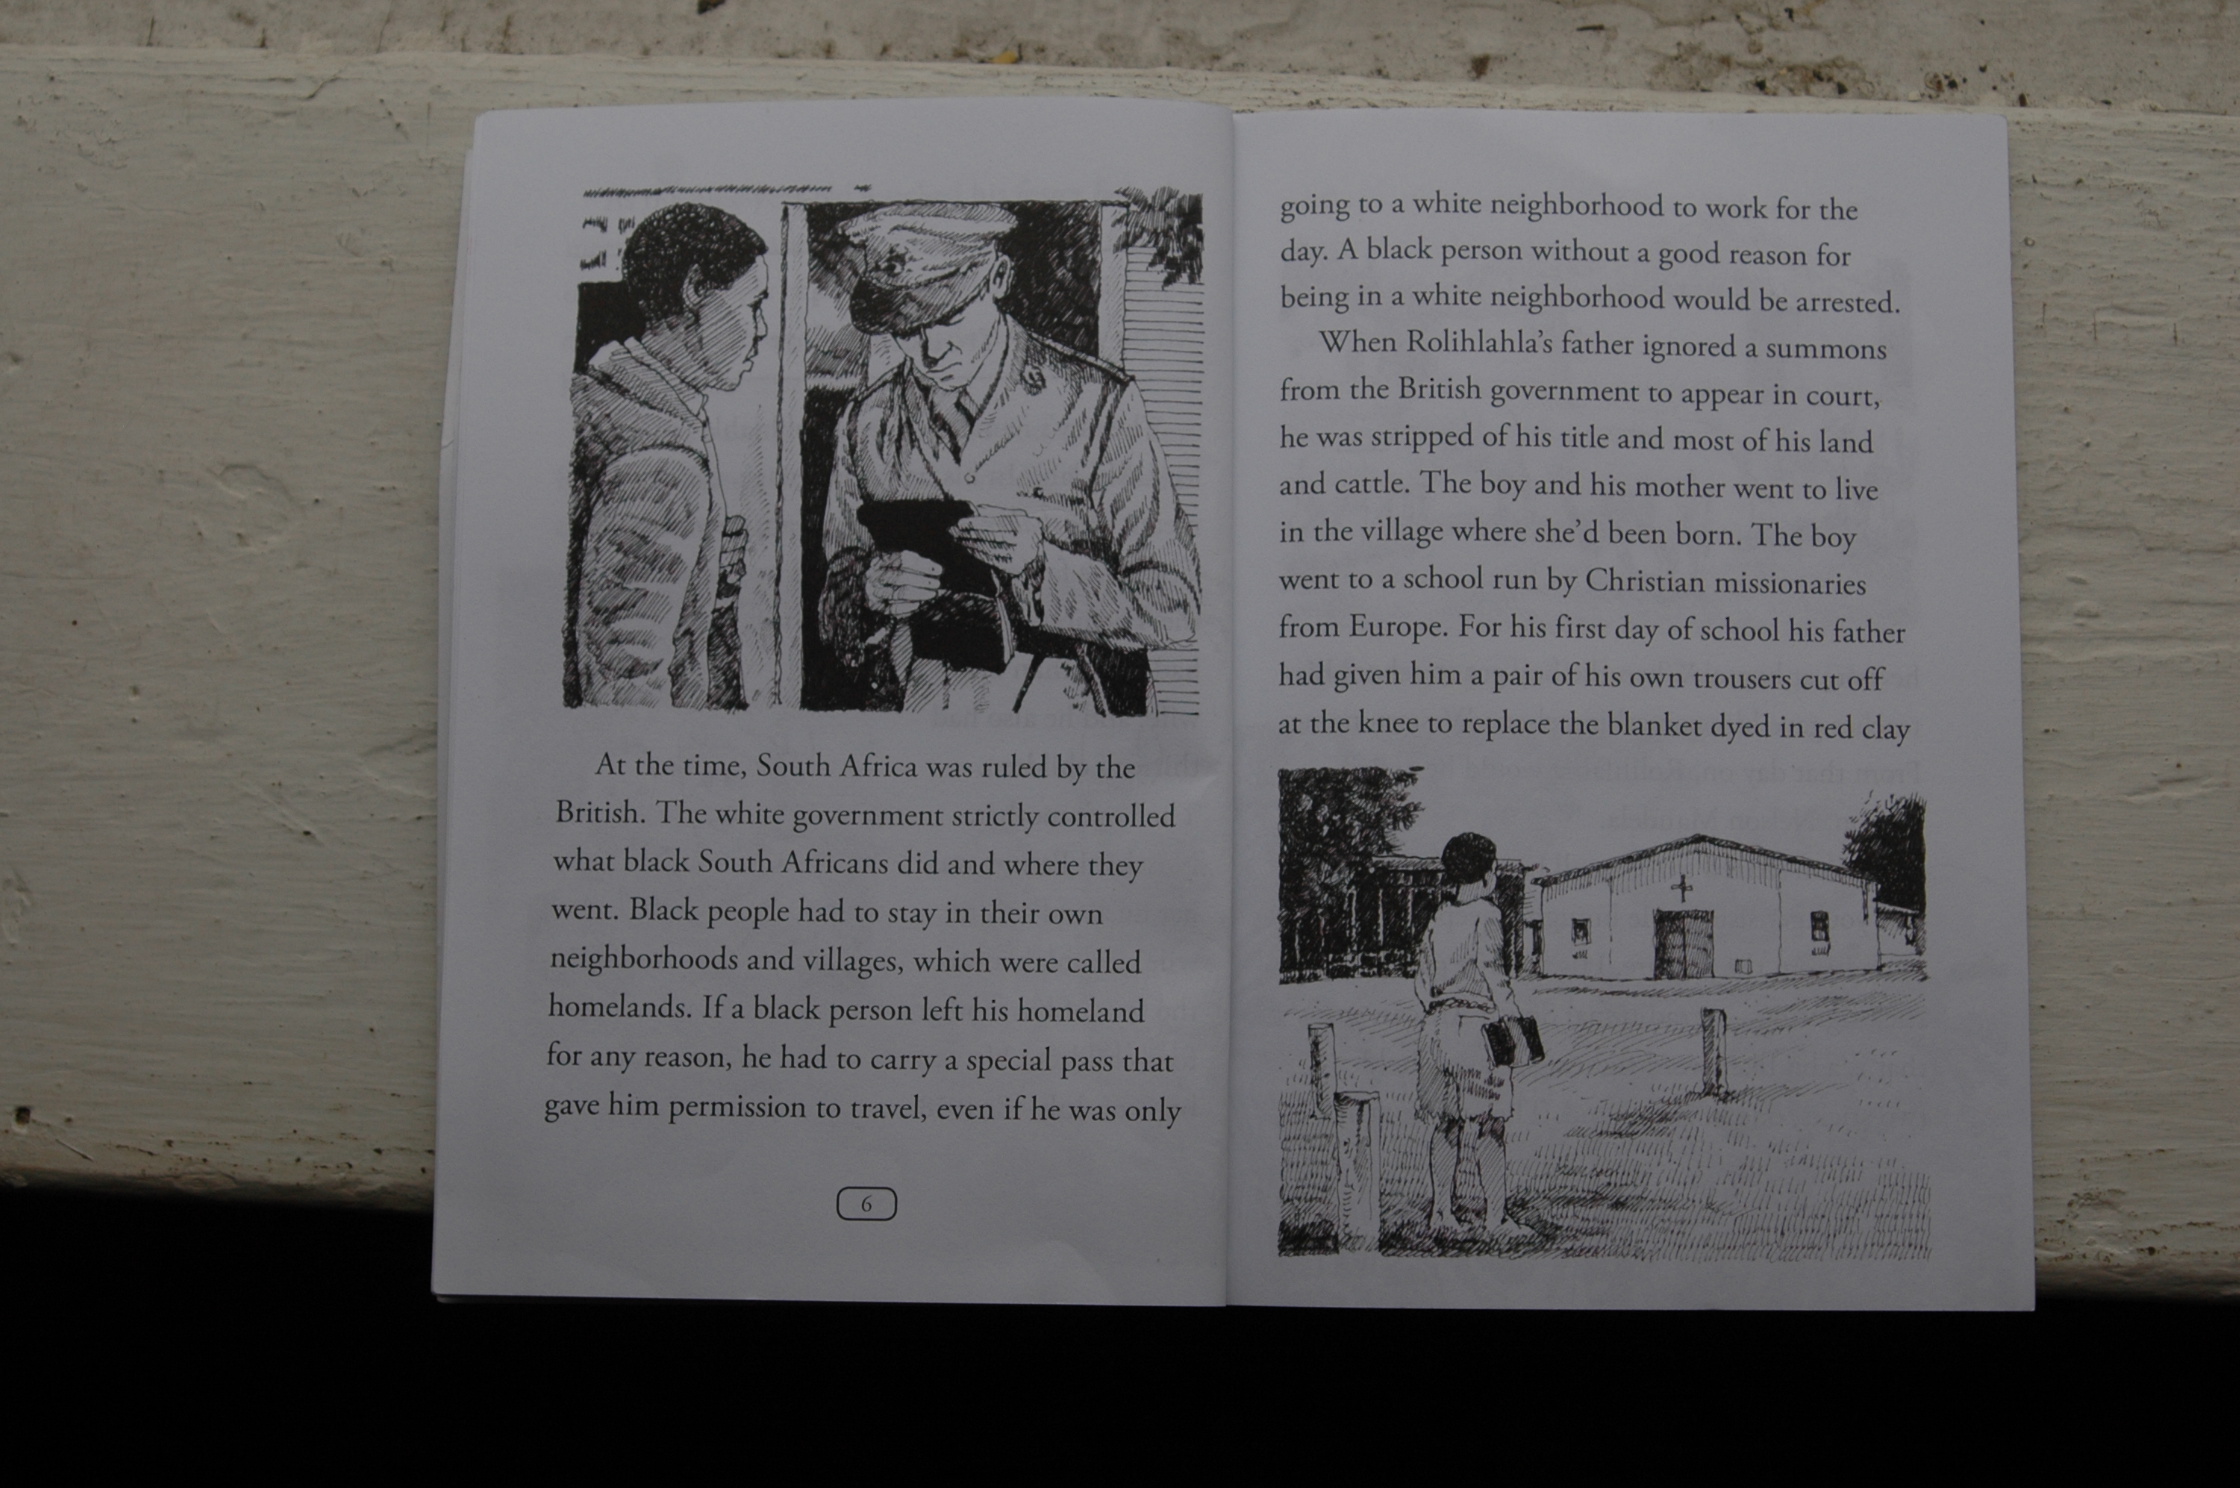 At the time, South Africa was ruled by the
British. The white government strictly controlled
what black South Africans did and where they
went. Black people had to stay in their own
neighborhoods and villages, which were called
homelands. If a black person left his homeland
for any reason, he had to carry a special pass that
gave him permission to travel, even if he was only
6
going to a white neighborhood to work for the
day. A black person without a good reason for
being in a white neighborhood would be arrested.
When Rolihlahla's father ignored a summons
from the British government to appear in court,
he was stripped of his title and most of his land
and cattle. The boy and his mother went to live
in the village where she'd been born. The boy
went to a school run by Christian missionaries
from Europe. For his first day of school his father
had given him a pair of his own trousers cut off
at the knee to replace the blanket dyed in red clay